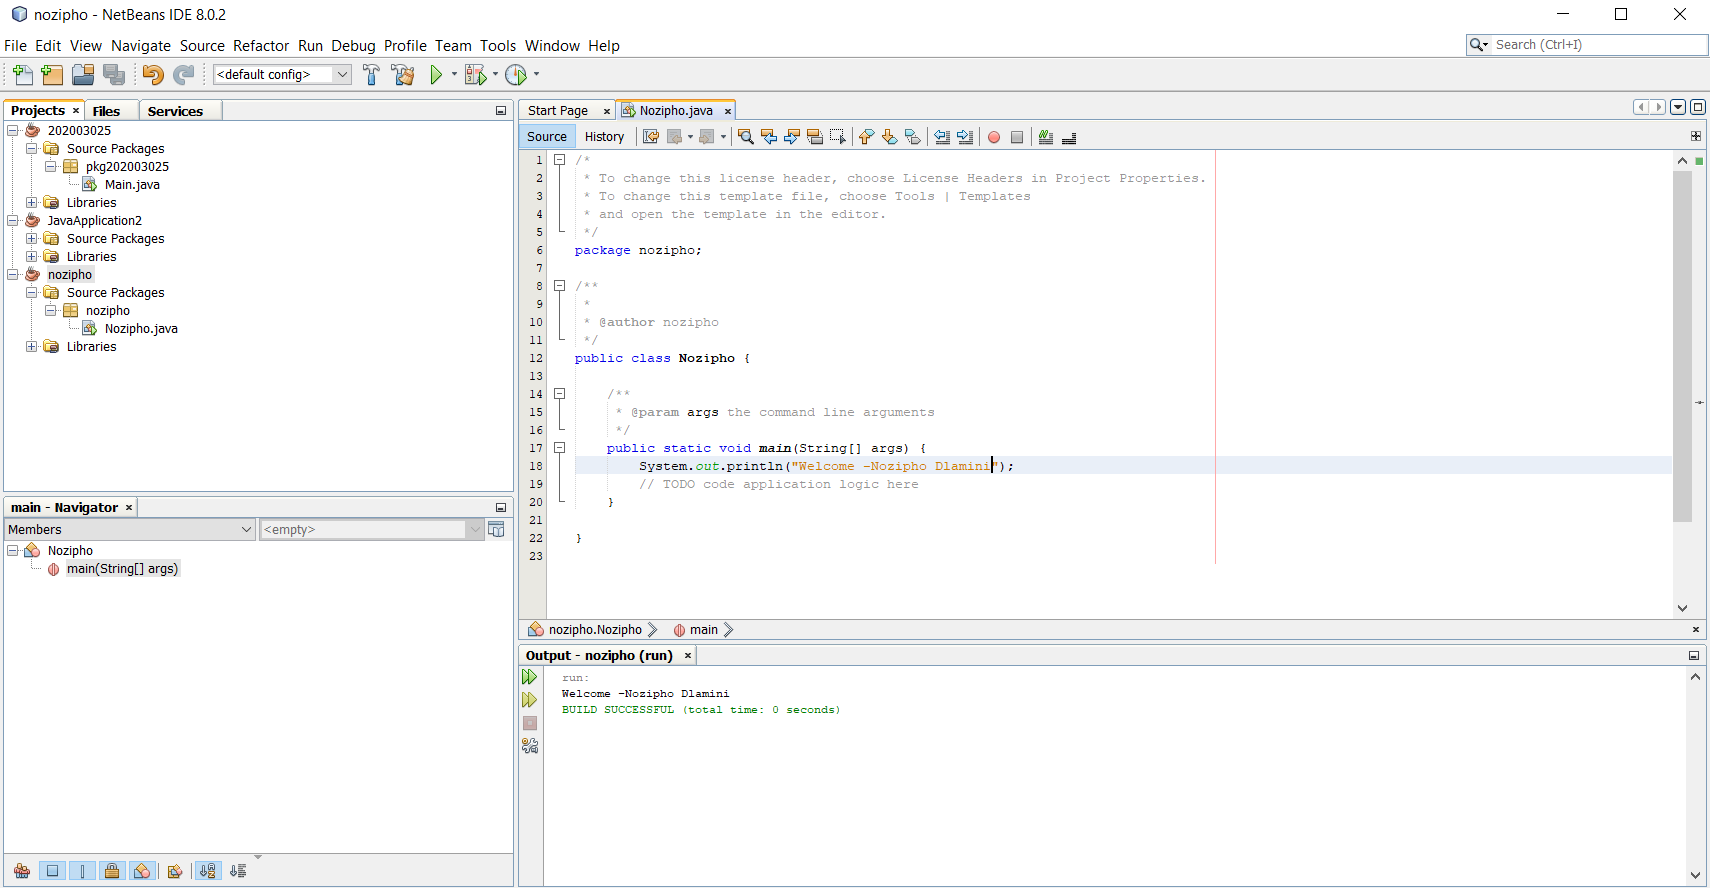 nozipho - NetBeans IDE 8.0.2
File Edit View Navigate Source Refactor Run Debug Profile Team Tools Window Help
Search (Ctrl+I)
<default config>
Projects Files Services
202003025
Source Packages
pkg202003025
Main.java
Libraries
JavaApplication2
Source Packages
Libraries
nozipho
Source Packages
nozipho
Nozipho.java
Libraries
main - Navigator
Members <empty>
Nozipho
main(String[] args)
Start Page Nozipho.java
Source History
1 /*
2 * To change this license header, choose License Headers in Project Properties.
3 * To change this template file, choose Tools | Templates
4 * and open the template in the editor.
5 */
6 package nozipho;
7
8 /**
9 *
10 * @author nozipho
11 */
12 public class Nozipho {
13
14 /**
15 * @param args the command line arguments
16 */
17 public static void main(String[] args) {
18 System.out.println("Welcome -Nozipho Dlamini");
19 // TODO code application logic here
20 }
21
22 }
23
nozipho.Nozipho main
Output - nozipho (run)
run:
Welcome -Nozipho Dlamini
BUILD SUCCESSFUL (total time: 0 seconds)